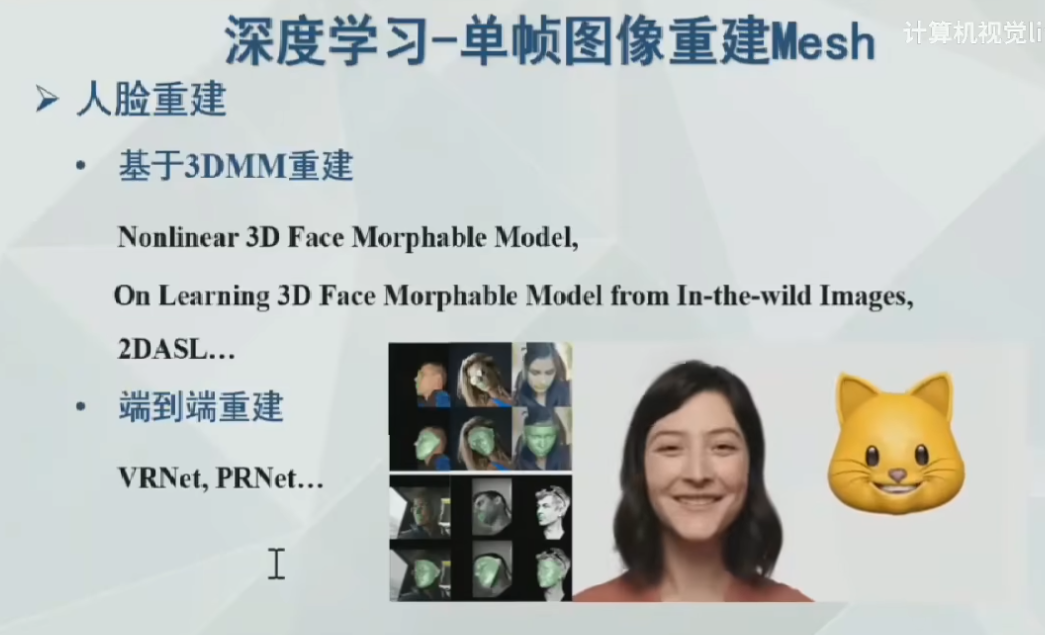 深度学习-单帧图像重建Mesh
计算机视觉li
➢ 人脸重建
• 基于3DMM重建
Nonlinear 3D Face Morphable Model,
On Learning 3D Face Morphable Model from In-the-wild Images,
2DASL…
• 端到端重建
VRNet, PRNet…